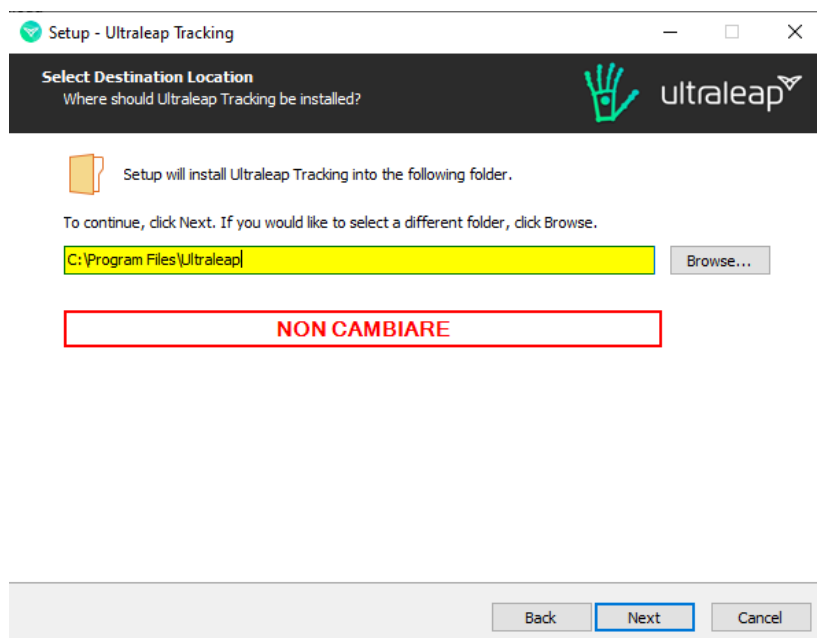 Setup - Ultraleap Tracking
Select Destination Location
Where should Ultraleap Tracking be installed?
ultraleap
Setup will install Ultraleap Tracking into the following folder.
To continue, click Next. If you would like to select a different folder, click Browse.
C:\Program Files\Ultraleap
Browse...
NON CAMBIARE
Back
Next
Cancel